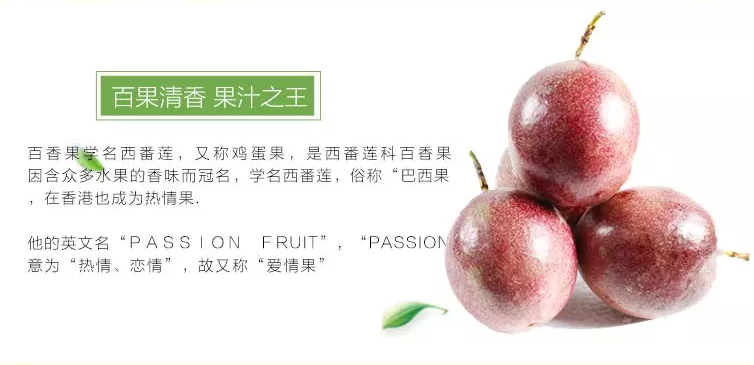 百果清香 果汁之王
百香果学名西番莲，又称鸡蛋果，是西番莲科百香果
因含众多水果的香味而冠名，学名西番莲，俗称“巴西果
，在香港也成为热情果.
他的英文名“PASSION FRUIT”，“PASSION
意为“热情、恋情”，故又称“爱情果”